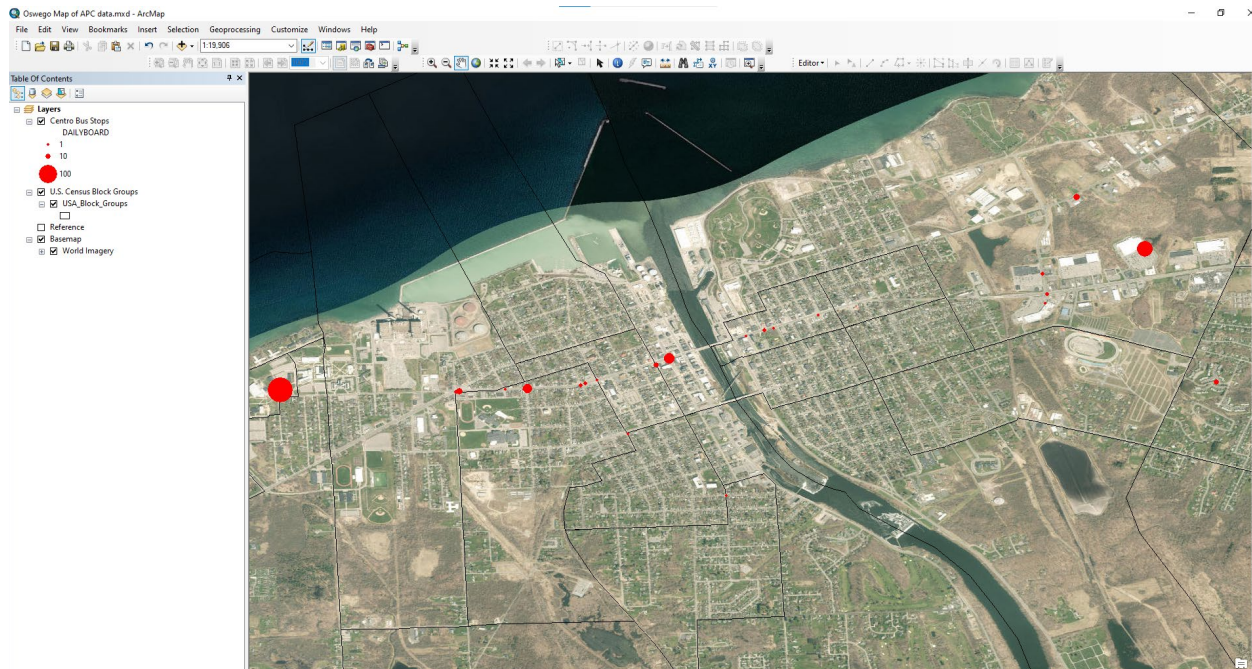 Oswego Map of APC data.mxd - ArcMap
File Edit View Bookmarks Insert Selection Geoprocessing Customize Windows Help
1:19,906
Editor
Table Of Contents
Layers
Centro Bus Stops
DAILYBOARD
1
10
100
U.S. Census Block Groups
USA_Block_Groups
Reference
Basemap
World Imagery